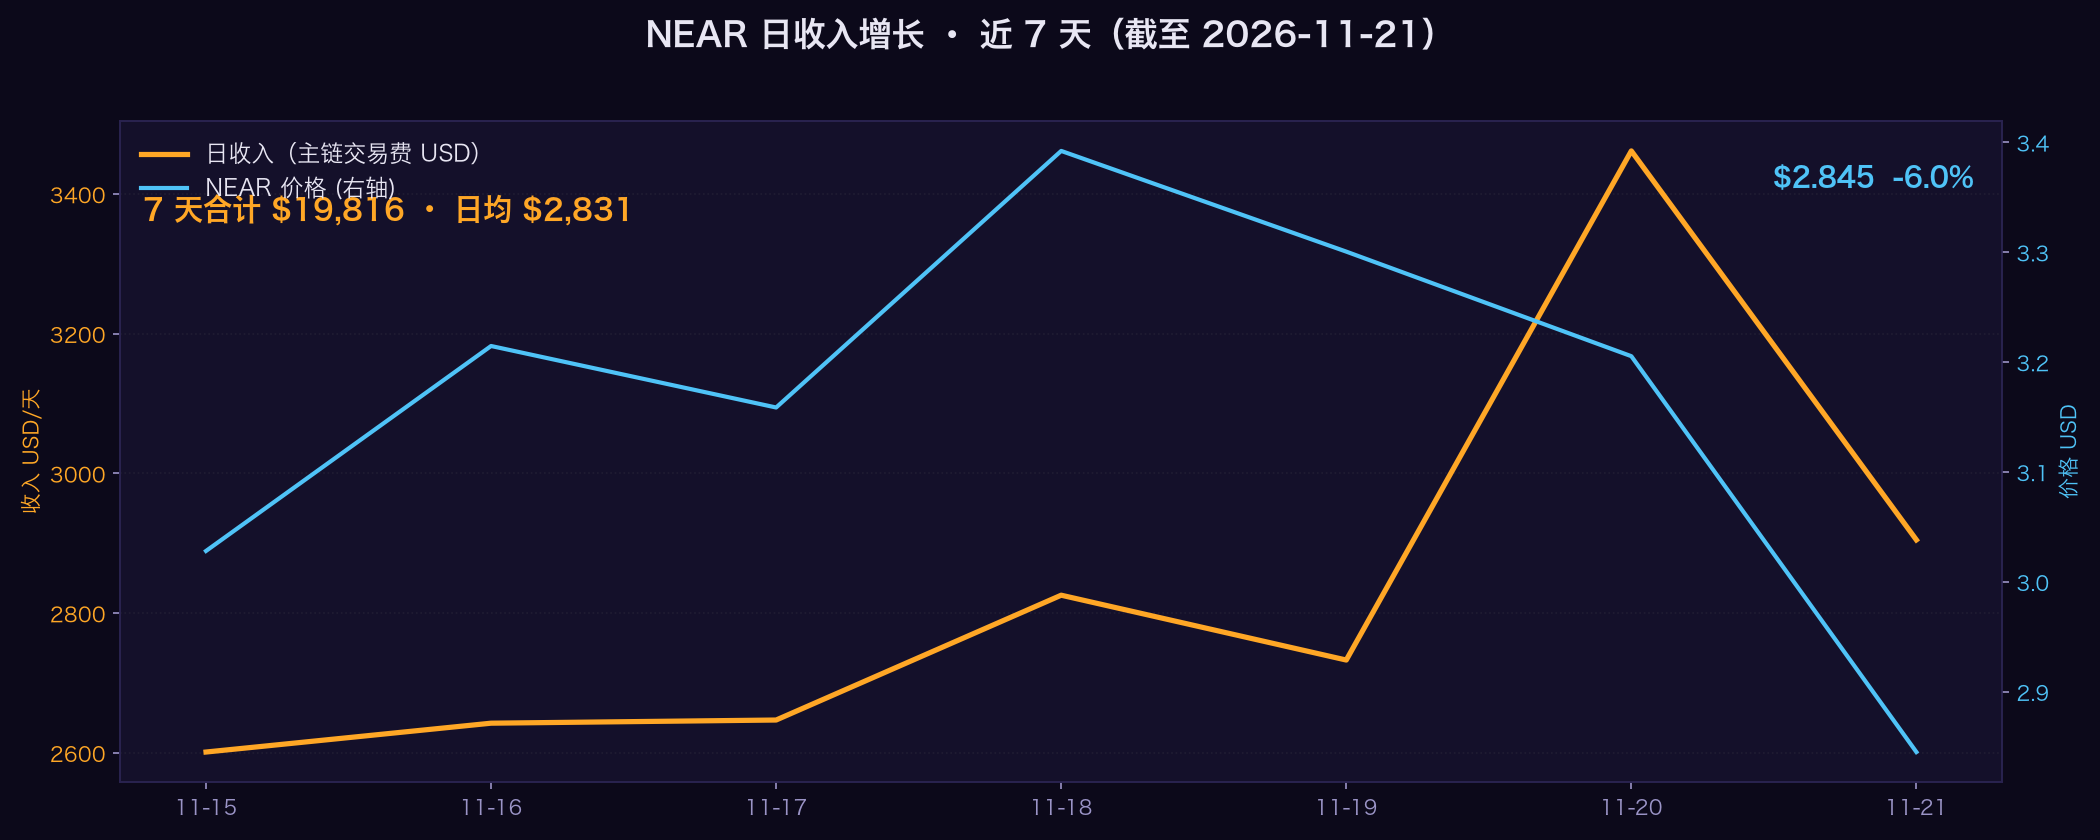 NEAR 日收入增长 • 近 7 天（截至 2026-11-21）
日收入（主链交易费 USD）
NEAR 价格 (右轴)
7 天合计 $19,816 • 日均 $2,831
$2.845 -6.0%
收入 USD/天
3400
3200
3000
2800
2600
3.4
3.3
3.2
3.1
3.0
2.9
价格 USD
11-15 11-16 11-17 11-18 11-19 11-20 11-21